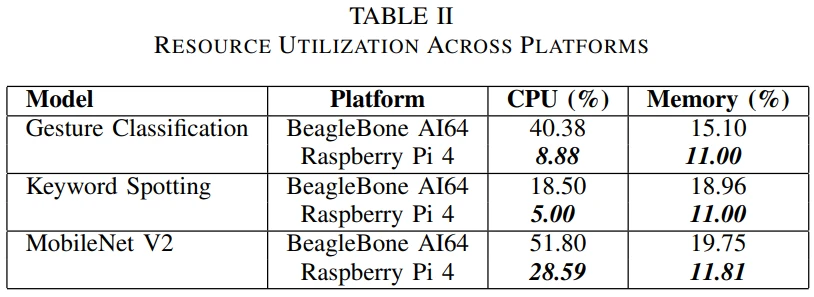 TABLE II
RESOURCE UTILIZATION ACROSS PLATFORMS
Model Platform CPU (%) Memory (%)
Gesture Classification BeagleBone AI64 40.38 15.10
Raspberry Pi 4 8.88 11.00
Keyword Spotting BeagleBone AI64 18.50 18.96
Raspberry Pi 4 5.00 11.00
MobileNet V2 BeagleBone AI64 51.80 19.75
Raspberry Pi 4 28.59 11.81